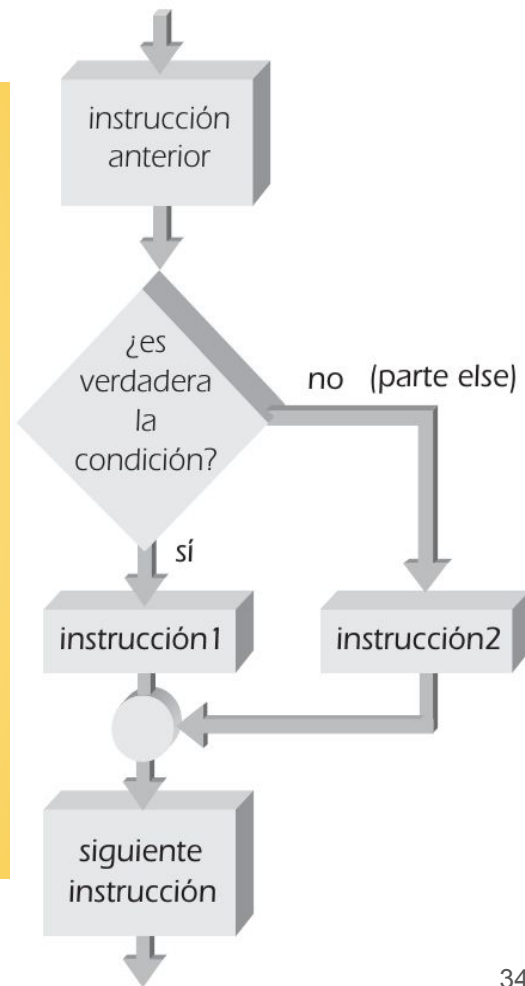 instrucción
anterior
¿es
verdadera
la
condición?
no (parte else)
sí
instrucción1
instrucción2
siguiente
instrucción
34